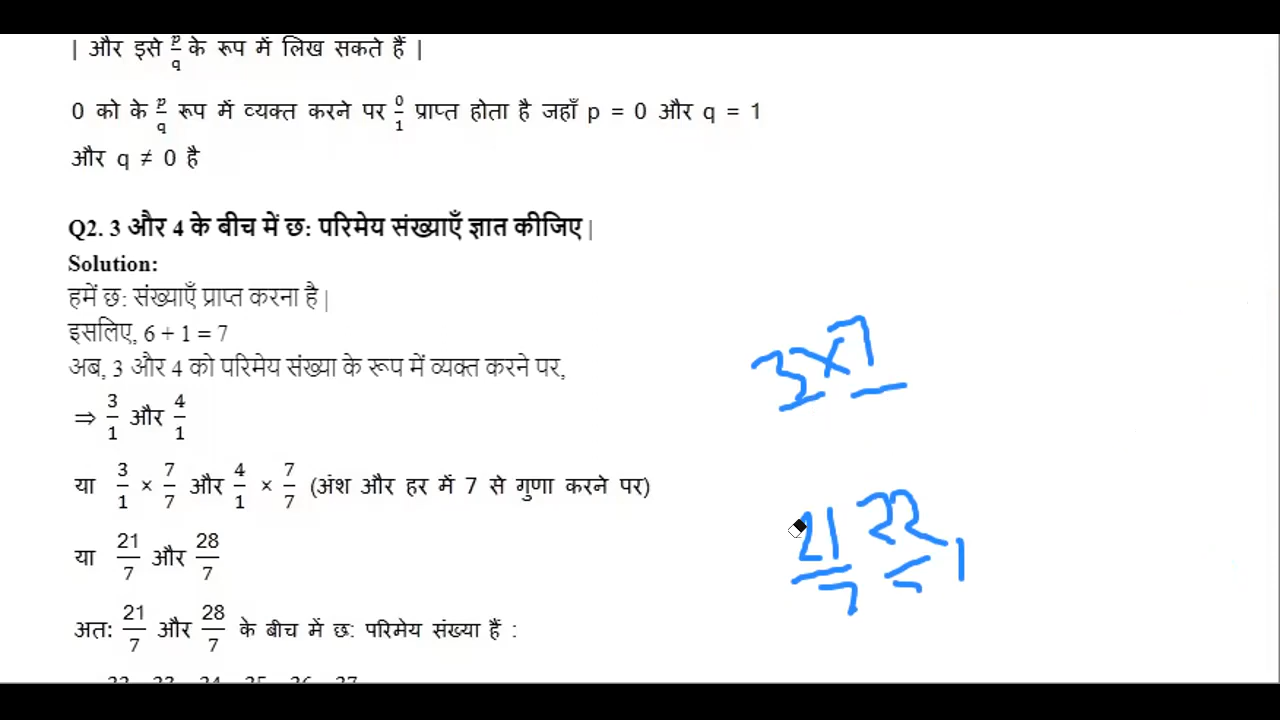 | और इसे p/q के रूप में लिख सकते हैं |
0 को के p/q रूप में व्यक्त करने पर 0/1 प्राप्त होता है जहाँ p = 0 और q = 1
और q ≠ 0 है
Q2. 3 और 4 के बीच में छ: परिमेय संख्याएँ ज्ञात कीजिए |
Solution:
हमें छ: संख्याएँ प्राप्त करना है |
इसलिए, 6 + 1 = 7
अब, 3 और 4 को परिमेय संख्या के रूप में व्यक्त करने पर,
⇒ 3/1 और 4/1
या 3/1 × 7/7 और 4/1 × 7/7 (अंश और हर में 7 से गुणा करने पर)
या 21/7 और 28/7
अत: 21/7 और 28/7 के बीच में छ: परिमेय संख्या हैं :
3×7
21/7 22